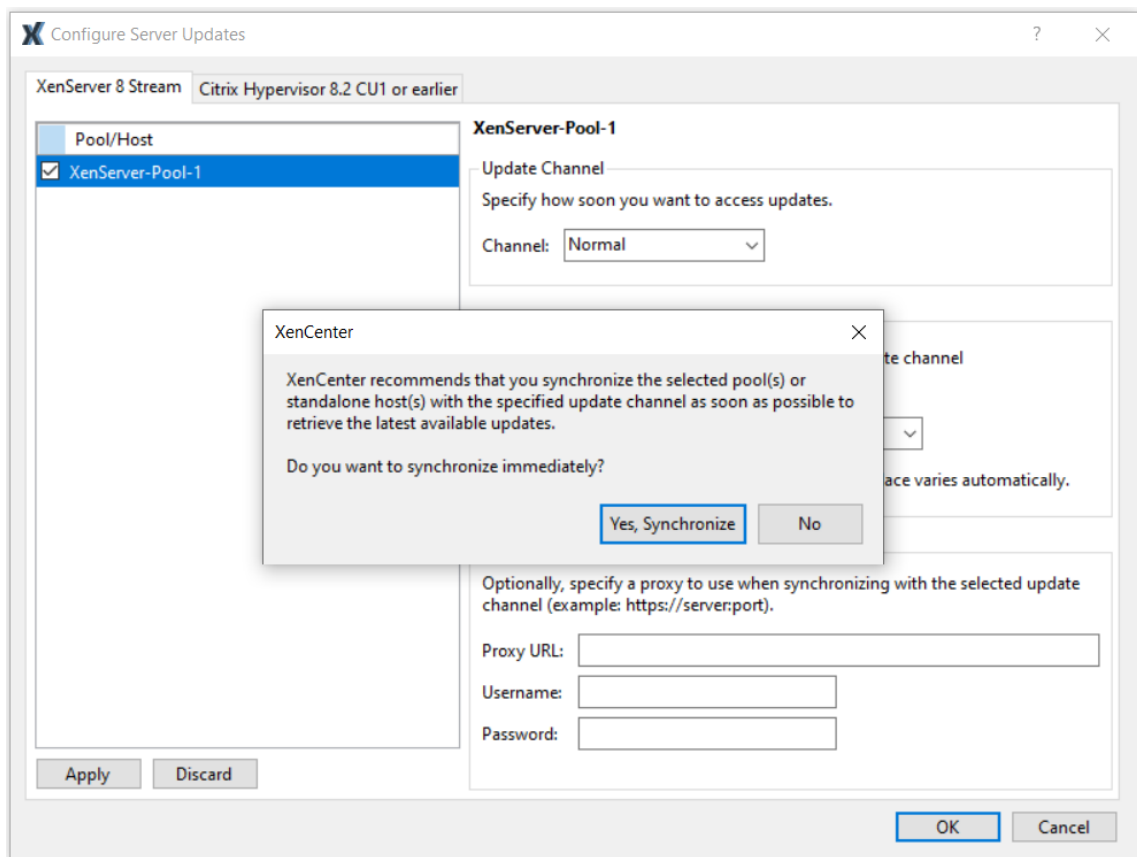 Configure Server Updates
?
XenServer 8 Stream
Citrix Hypervisor 8.2 CU1 or earlier
Pool/Host
XenServer-Pool-1
XenServer-Pool-1
Update Channel
Specify how soon you want to access updates.
Channel: Normal
te channel
ace varies automatically.
XenCenter
XenCenter recommends that you synchronize the selected pool(s) or
standalone host(s) with the specified update channel as soon as possible to
retrieve the latest available updates.
Do you want to synchronize immediately?
Yes, Synchronize
No
Optionally, specify a proxy to use when synchronizing with the selected update
channel (example: https://server:port).
Proxy URL:
Username:
Password:
Apply
Discard
OK
Cancel